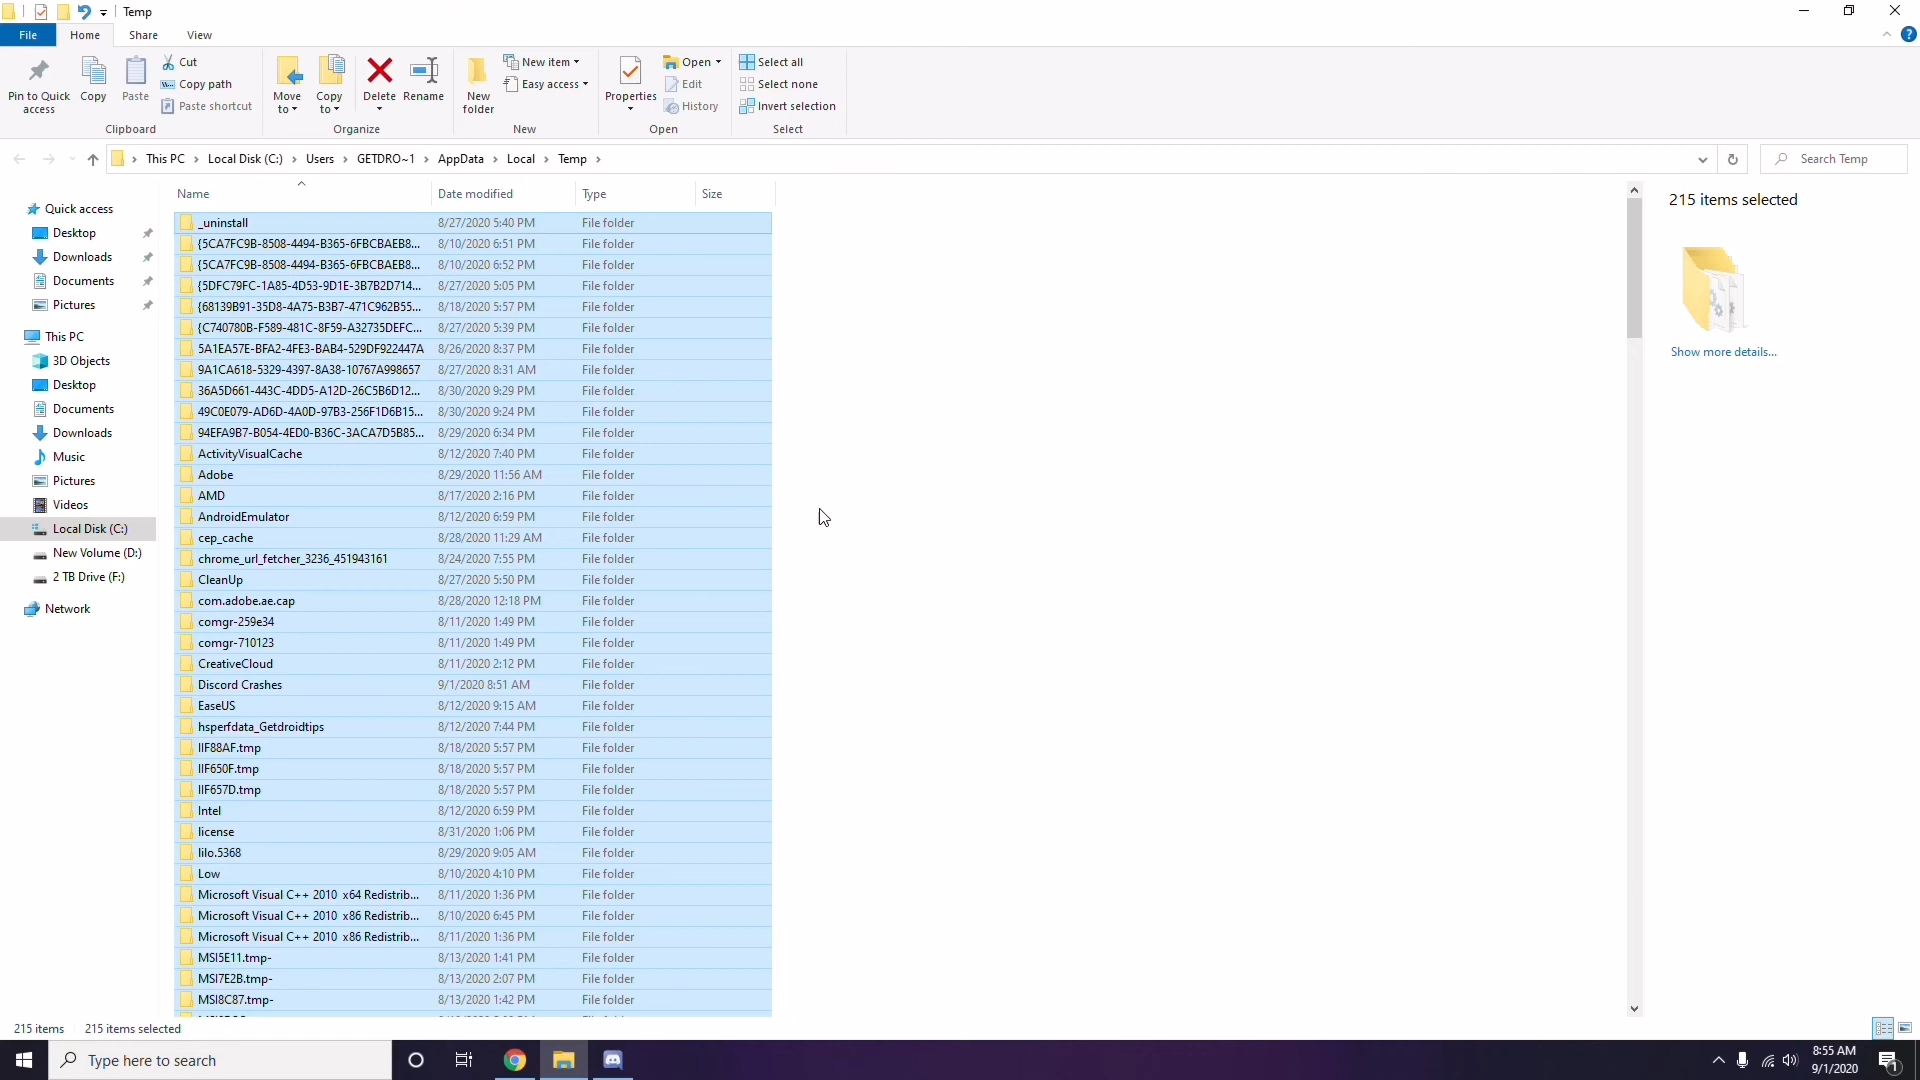 Temp
File Home Share View
Pin to Quick access
Copy
Paste
Cut
Copy path
Paste shortcut
Clipboard
Move to
Copy to
Delete
Rename
Organize
New folder
New item
Easy access
New
Properties
Open
Edit
History
Open
Select all
Select none
Invert selection
Select
This PC › Local Disk (C:) › Users › GETDRO~1 › AppData › Local › Temp ›
Search Temp
Quick access
Desktop
Downloads
Documents
Pictures
This PC
3D Objects
Desktop
Documents
Downloads
Music
Pictures
Videos
Local Disk (C:)
New Volume (D:)
2 TB Drive (F:)
Network
Name Date modified Type Size
_uninstall 8/27/2020 5:40 PM File folder
{5CA7FC9B-8508-4494-B365-6FBCBAEB8... 8/10/2020 6:51 PM File folder
{5CA7FC9B-8508-4494-B365-6FBCBAEB8... 8/10/2020 6:52 PM File folder
{5DFC79FC-1A85-4D53-9D1E-3B7B2D714... 8/27/2020 5:05 PM File folder
{68139B91-35D8-4A75-B3B7-471C962B55... 8/18/2020 5:57 PM File folder
{C740780B-F589-481C-8F59-A32735DEFC... 8/27/2020 5:39 PM File folder
5A1EA57E-BFA2-4FE3-BAB4-529DF922447A 8/26/2020 8:37 PM File folder
9A1CA618-5329-4397-8A38-10767A998657 8/27/2020 8:31 AM File folder
36A5D661-443C-4DD5-A12D-26C5B6D12... 8/30/2020 9:29 PM File folder
49C0E079-AD6D-4A0D-97B3-256F1D6B15... 8/30/2020 9:24 PM File folder
94EFA9B7-B054-4ED0-B36C-3ACA7D5B85... 8/29/2020 6:34 PM File folder
ActivityVisualCache 8/12/2020 7:40 PM File folder
Adobe 8/29/2020 11:56 AM File folder
AMD 8/17/2020 2:16 PM File folder
AndroidEmulator 8/12/2020 6:59 PM File folder
cep_cache 8/28/2020 11:29 AM File folder
chrome_url_fetcher_3236_451943161 8/24/2020 7:55 PM File folder
CleanUp 8/27/2020 5:50 PM File folder
com.adobe.ae.cap 8/28/2020 12:18 PM File folder
comgr-259e34 8/11/2020 1:49 PM File folder
comgr-710123 8/11/2020 1:49 PM File folder
CreativeCloud 8/11/2020 2:12 PM File folder
Discord Crashes 9/1/2020 8:51 AM File folder
EaseUS 8/12/2020 9:15 AM File folder
hsperfdata_Getdroidtips 8/12/2020 7:44 PM File folder
IIF88AF.tmp 8/18/2020 5:57 PM File folder
IIF650F.tmp 8/18/2020 5:57 PM File folder
IIF657D.tmp 8/18/2020 5:57 PM File folder
Intel 8/12/2020 6:59 PM File folder
license 8/31/2020 1:06 PM File folder
lilo.5368 8/29/2020 9:05 AM File folder
Low 8/10/2020 4:10 PM File folder
Microsoft Visual C++ 2010 x64 Redistrib... 8/11/2020 1:36 PM File folder
Microsoft Visual C++ 2010 x86 Redistrib... 8/10/2020 6:45 PM File folder
Microsoft Visual C++ 2010 x86 Redistrib... 8/11/2020 1:36 PM File folder
MSI5E11.tmp- 8/13/2020 1:41 PM File folder
MSI7E2B.tmp- 8/13/2020 2:07 PM File folder
MSI8C87.tmp- 8/13/2020 1:42 PM File folder
215 items selected
Show more details...
215 items 215 items selected
Type here to search
8:55 AM
9/1/2020
1